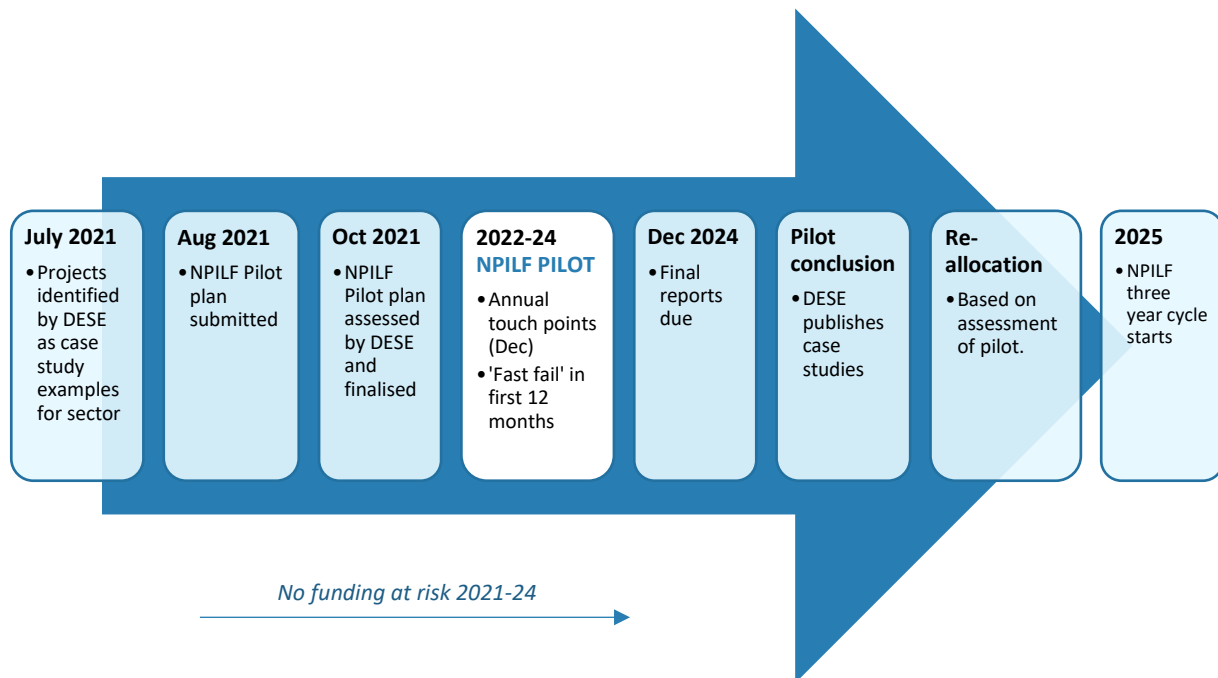 July 2021
•Projects
identified
by DESE
as case
study
examples
for sector
Aug 2021
•NPILF Pilot
plan
submitted
Oct 2021
•NPILF
Pilot plan
assessed
by DESE
and
finalised
2022-24
NPILF PILOT
•Annual
touch points
(Dec)
•'Fast fail' in
first 12
months
Dec 2024
•Final
reports
due
Pilot
conclusion
•DESE
publishes
case
studies
Re-
allocation
•Based on
assessment
of pilot.
2025
•NPILF
three
year cycle
starts
No funding at risk 2021-24